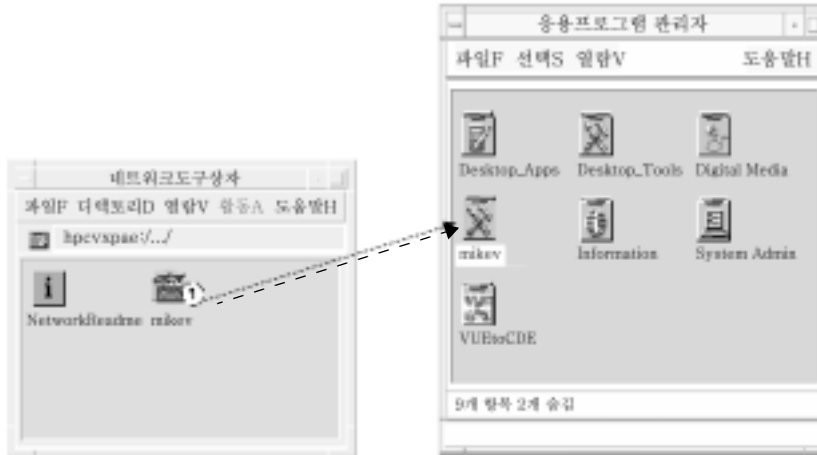 네트워크도구상자
파일F 디렉토리D 열람V 활동A 도움말H
hpcvxpae:/.../
1
NetworkReadme mikev
응용프로그램 관리자
파일F 선택S 열람V 도움말H
Desktop_Apps Desktop_Tools Digital Media
mikev Information System Admin
VUEtoCDE
9개 항목 2개 숨김